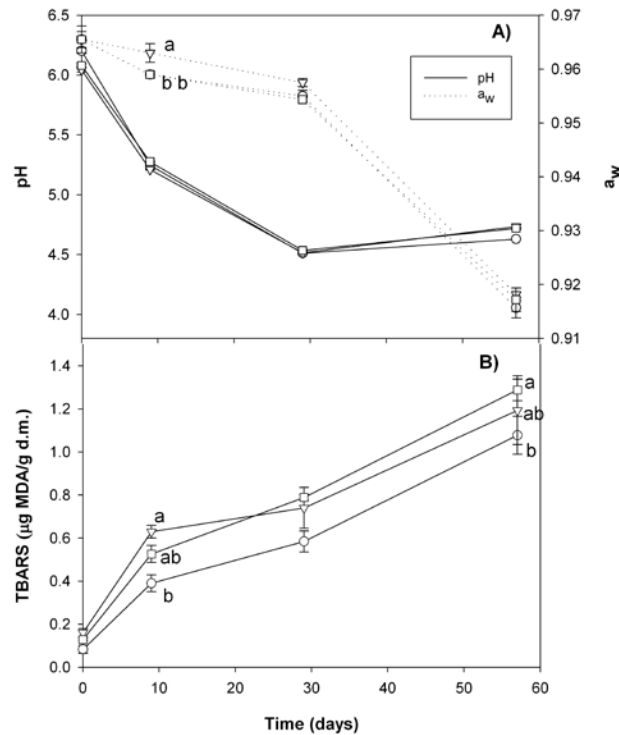 A)
6.5
6.0
5.5
5.0
4.5
4.0
pH
0.97
0.96
0.95
0.94
0.93
0.92
0.91
a_w
pH
a_w
a
b b
B)
1.4
1.2
1.0
0.8
0.6
0.4
0.2
0.0
TBARS (µg MDA/g d.m.)
a
ab
b
a
ab
b
0 10 20 30 40 50 60
Time (days)